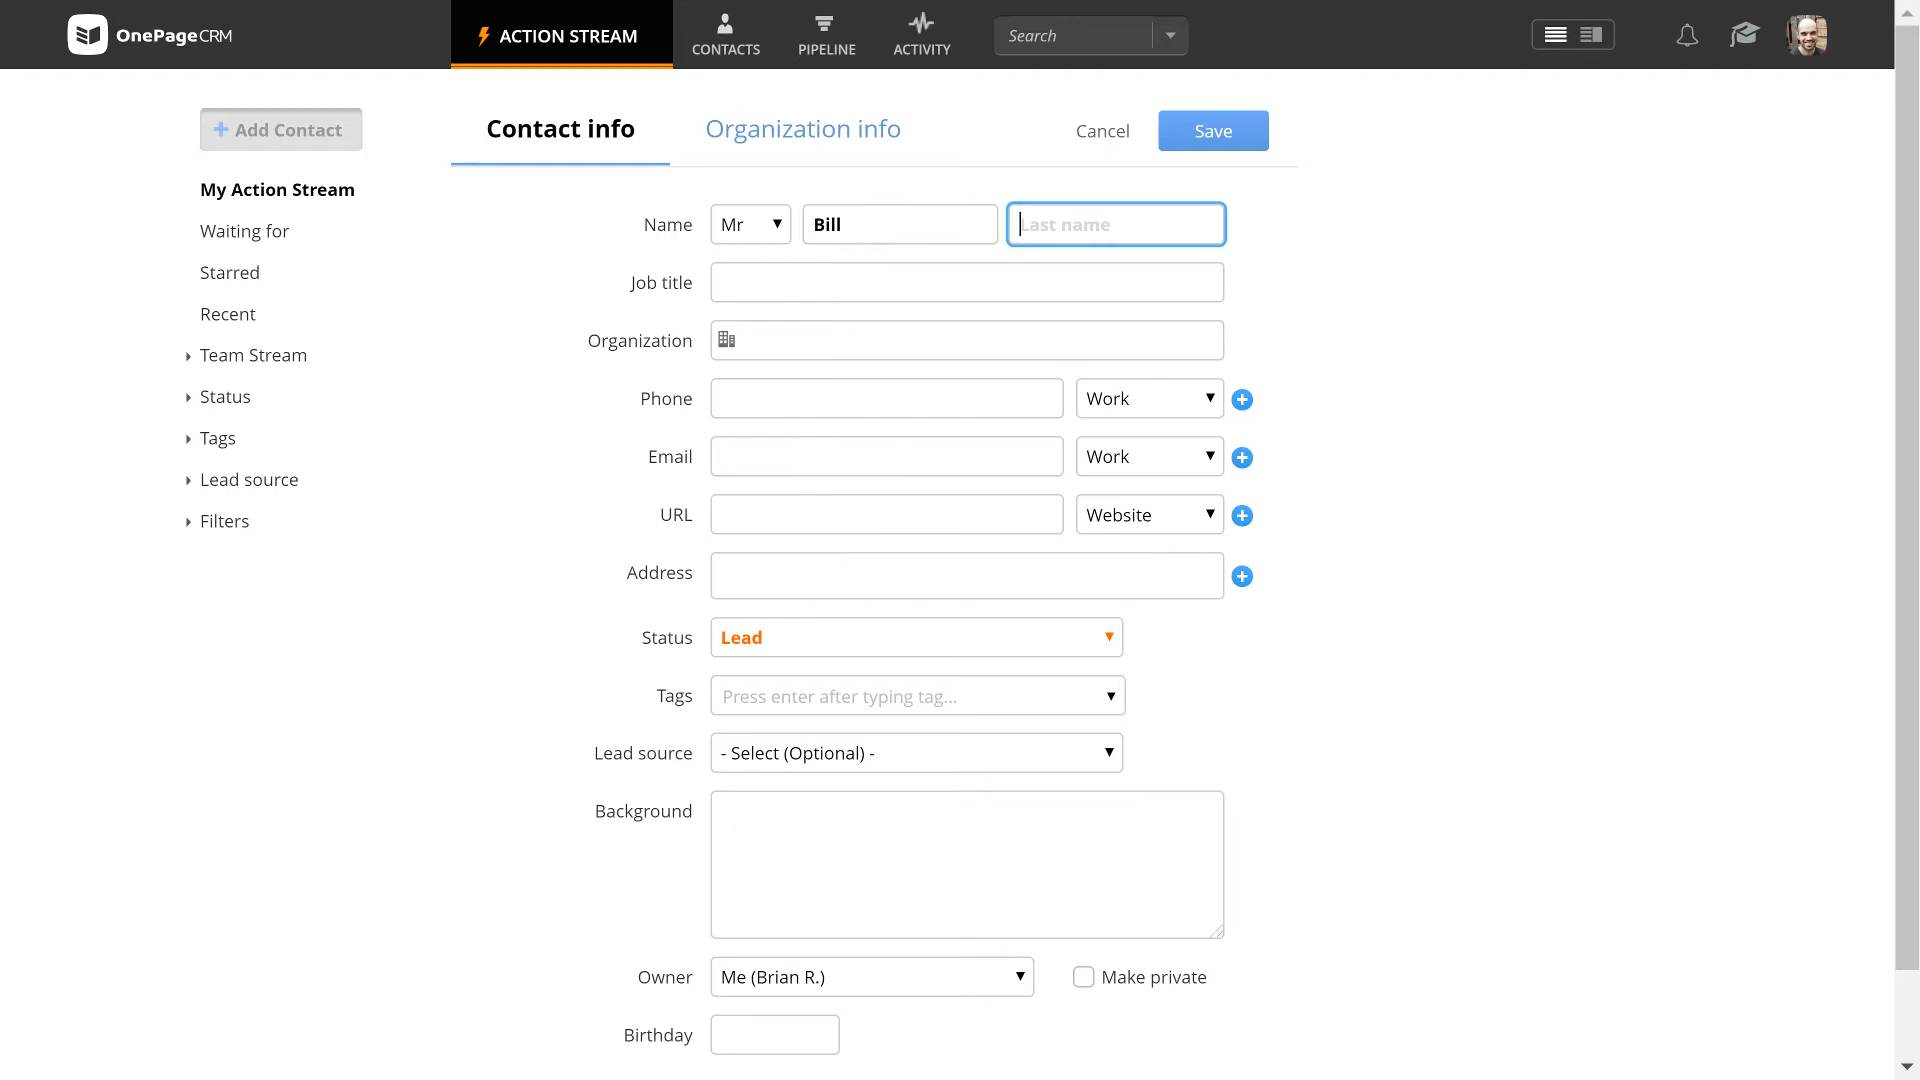 OnePageCRM
ACTION STREAM
CONTACTS
PIPELINE
ACTIVITY
Search
Add Contact
My Action Stream
Waiting for
Starred
Recent
Team Stream
Status
Tags
Lead source
Filters
Contact info
Organization info
Cancel
Save
Name Mr Bill Last name
Job title
Organization
Phone Work
Email Work
URL Website
Address
Status Lead
Tags Press enter after typing tag...
Lead source - Select (Optional) -
Background
Owner Me (Brian R.) Make private
Birthday